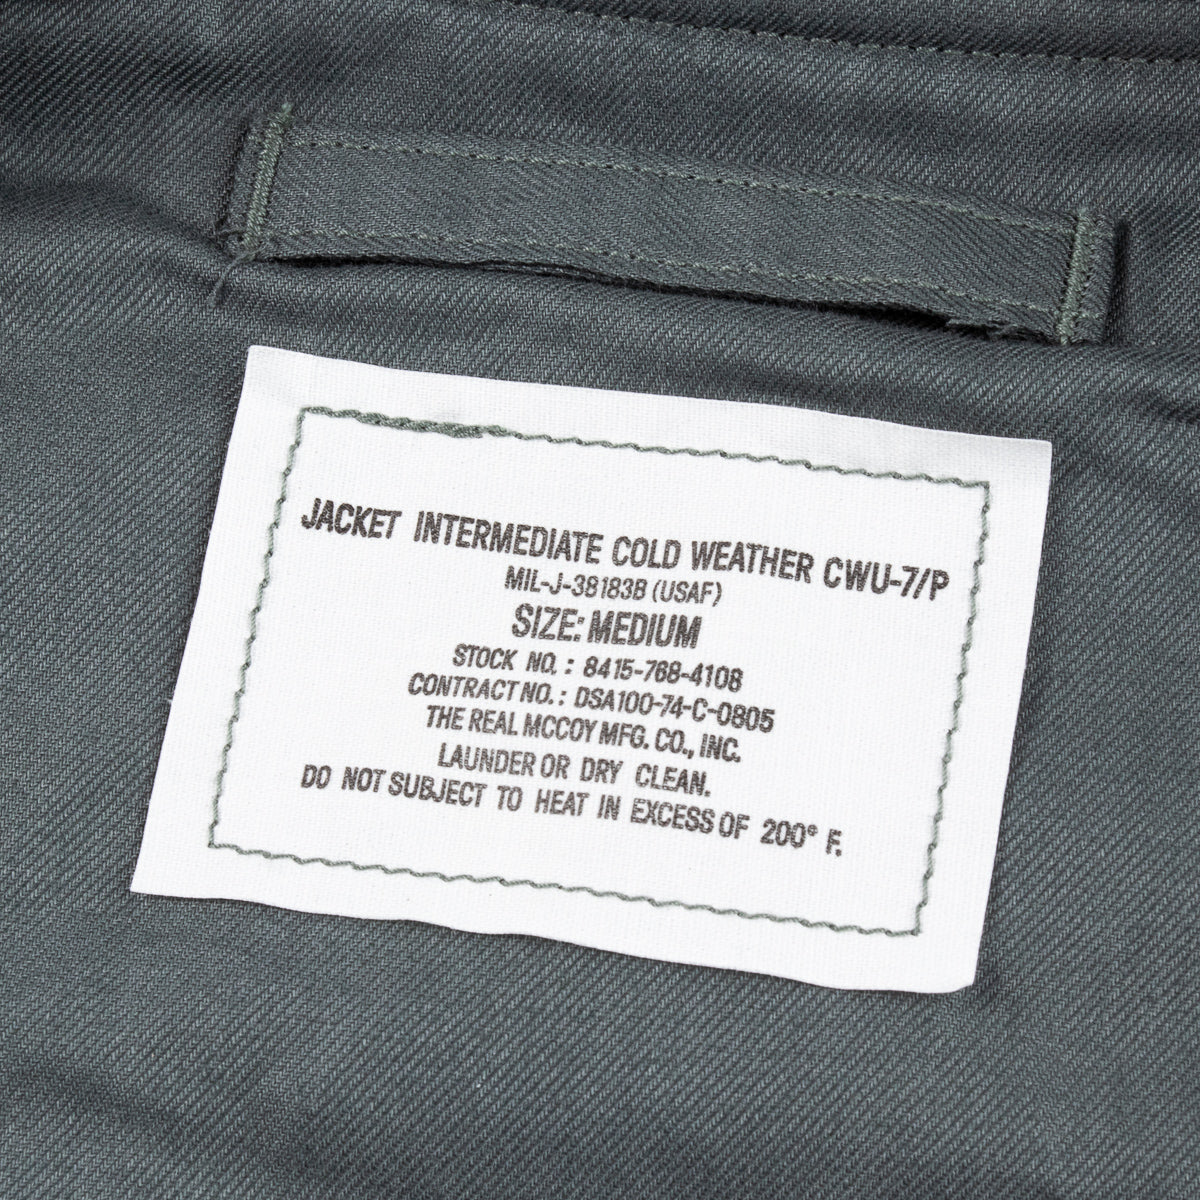 JACKET INTERMEDIATE COLD WEATHER CWU-7/P
MIL-J-38183B (USAF)
SIZE: MEDIUM
STOCK NO. : 8415-768-4108
CONTRACT NO. : DSA100-74-C-0805
THE REAL MCCOY MFG. CO., INC.
LAUNDER OR DRY CLEAN.
DO NOT SUBJECT TO HEAT IN EXCESS OF 200° F.